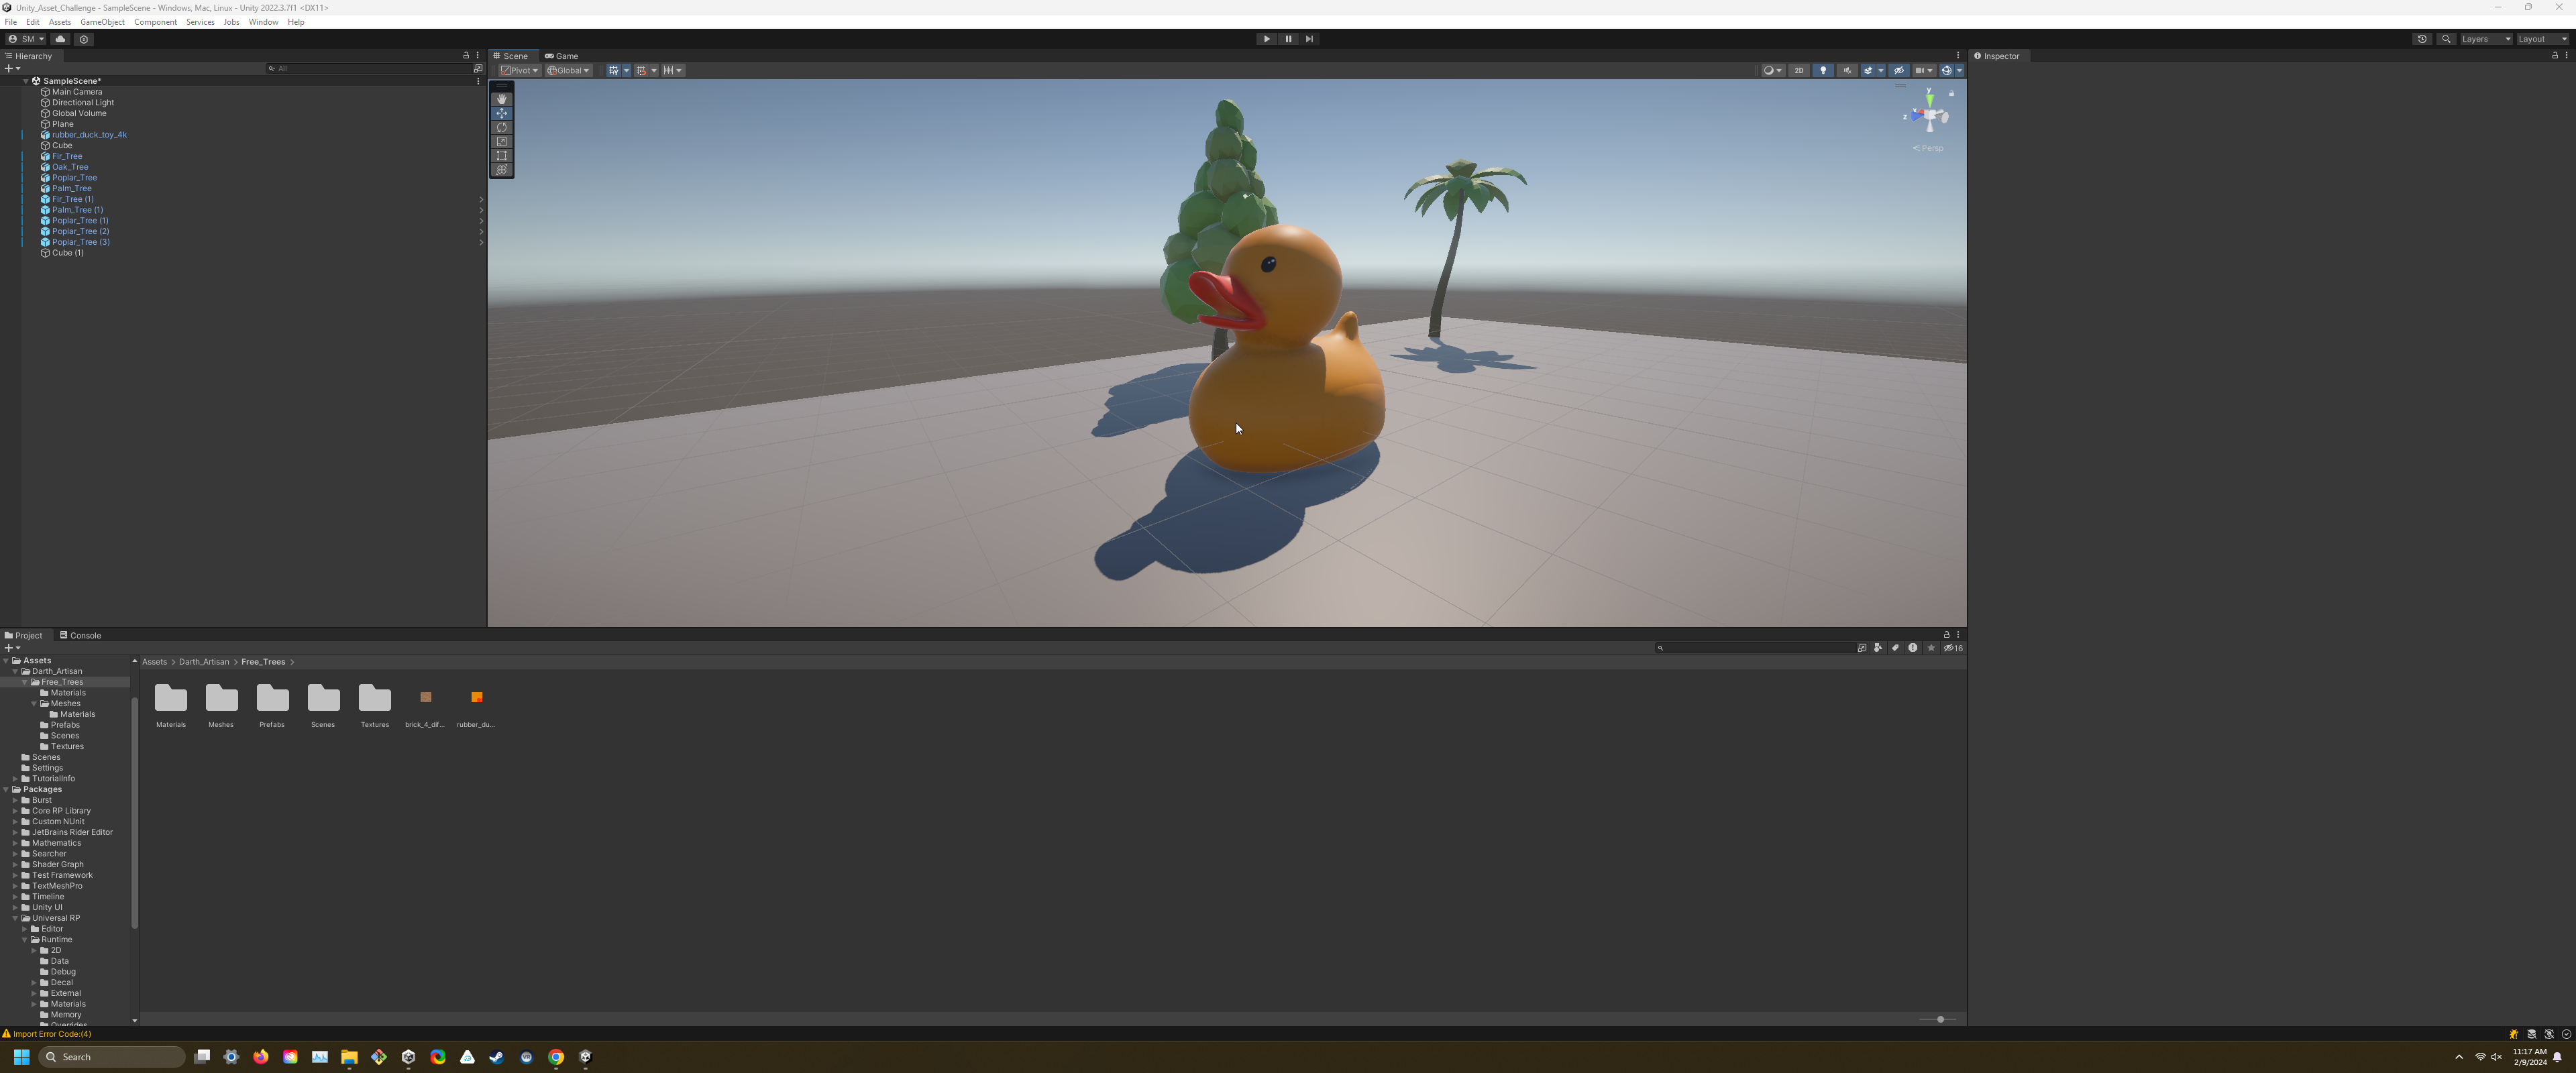 Unity_Asset_Challenge - SampleScene - Windows, Mac, Linux - Unity 2022.3.7f1 <DX11>
File Edit Assets GameObject Component Services Jobs Window Help
SM
Layers
Layout
Hierarchy
All
SampleScene*
Main Camera
Directional Light
Global Volume
Plane
rubber_duck_toy_4k
Cube
Fir_Tree
Oak_Tree
Poplar_Tree
Palm_Tree
Fir_Tree (1)
Palm_Tree (1)
Poplar_Tree (1)
Poplar_Tree (2)
Poplar_Tree (3)
Cube (1)
Scene Game
Pivot Global
2D
y
x
z
Persp
Inspector
Project Console
16
Assets
Darth_Artisan
Free_Trees
Materials
Meshes
Materials
Prefabs
Scenes
Textures
Scenes
Settings
TutorialInfo
Packages
Burst
Core RP Library
Custom NUnit
JetBrains Rider Editor
Mathematics
Searcher
Shader Graph
Test Framework
TextMeshPro
Timeline
Unity UI
Universal RP
Editor
Runtime
2D
Data
Debug
Decal
External
Materials
Memory
Overrides
Assets > Darth_Artisan > Free_Trees >
Materials Meshes Prefabs Scenes Textures brick_4_dif... rubber_du...
Import Error Code:(4)
Search
11:17 AM
2/9/2024